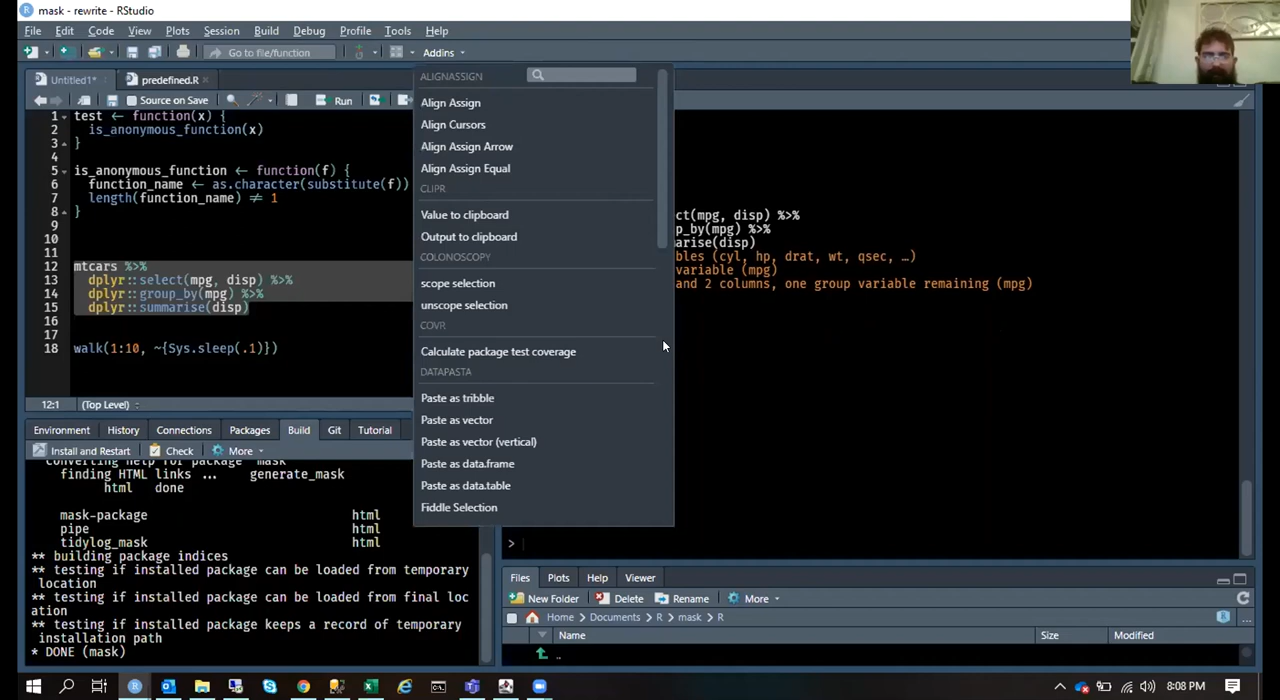 mask - rewrite - RStudio
File Edit Code View Plots Session Build Debug Profile Tools Help
Go to file/function Addins
Untitled1* predefined.R
Source on Save Run
1 test ← function(x) {
2 is_anonymous_function(x)
3 }
4
5 is_anonymous_function ← function(f) {
6 function_name ← as.character(substitute(f))
7 length(function_name) ≠ 1
8 }
9
10
11
12 mtcars %>%
13 dplyr::select(mpg, disp) %>%
14 dplyr::group_by(mpg) %>%
15 dplyr::summarise(disp)
16
17
18 walk(1:10, ~{Sys.sleep(.1)})
12:1 (Top Level)
ALIGNASSIGN
Align Assign
Align Cursors
Align Assign Arrow
Align Assign Equal
CLIPR
Value to clipboard
Output to clipboard
COLONOSCOPY
scope selection
unscope selection
COVR
Calculate package test coverage
DATAPASTA
Paste as tribble
Paste as vector
Paste as vector (vertical)
Paste as data.frame
Paste as data.table
Fiddle Selection
ct(mpg, disp) %>%
p_by(mpg) %>%
marise(disp)
bles (cyl, hp, drat, wt, qsec, …)
variable (mpg)
and 2 columns, one group variable remaining (mpg)
>
Environment History Connections Packages Build Git Tutorial
Install and Restart Check More
converting help for package mask
finding HTML links ... generate_mask
html done
mask-package html
pipe html
tidylog_mask html
** building package indices
** testing if installed package can be loaded from temporary
location
** testing if installed package can be loaded from final loc
ation
** testing if installed package keeps a record of temporary
installation path
* DONE (mask)
Files Plots Help Viewer
New Folder Delete Rename More
Home > Documents > R > mask > R
Name Size Modified
..
8:08 PM